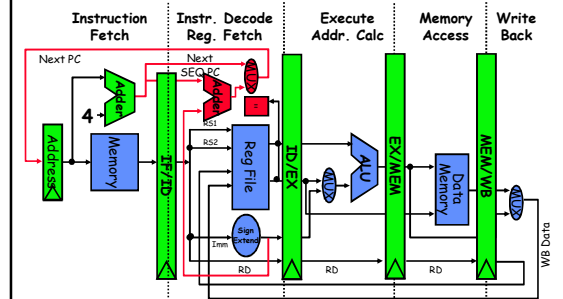 Instruction
Fetch
Instr. Decode
Reg. Fetch
Execute
Addr. Calc
Memory
Access
Write
Back
Next PC
Next
SEQ PC
Adder
4
Adder
MUX
=
Address
Memory
IF/ID
RS1
RS2
Reg File
ID/EX
MUX
ALU
EX/MEM
Data
Memory
MEM/WB
MUX
Imm
Sign
Extend
RD
RD
RD
WB Data